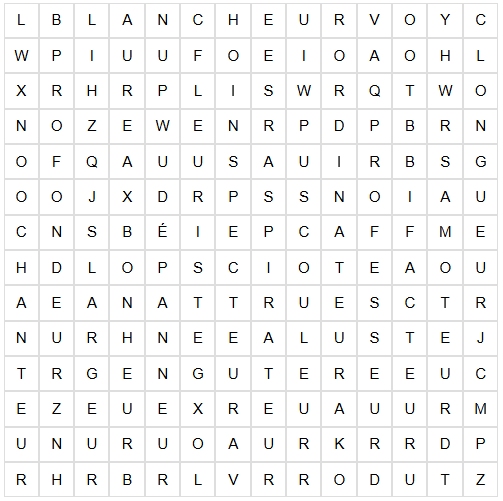 L B L A N C H E U R V O Y C
W P I U U F O E I O A O H L
X R H R P L I S W R Q T W O
N O Z E W E N R P D P B R N
O F Q A U U S A U I R B S G
O O J X D R P S S N O I A U
C N S B É I E P C A F F M E
H D L O P S C I O T E A O U
A E A N A T T R U E S C T R
N U R H N E E A L U S T E J
T R G E N G U T E R E E U C
E Z E U E X R E U A U U R M
U N U R U O A U R K R R D P
R H R B R L V R R O D U T Z